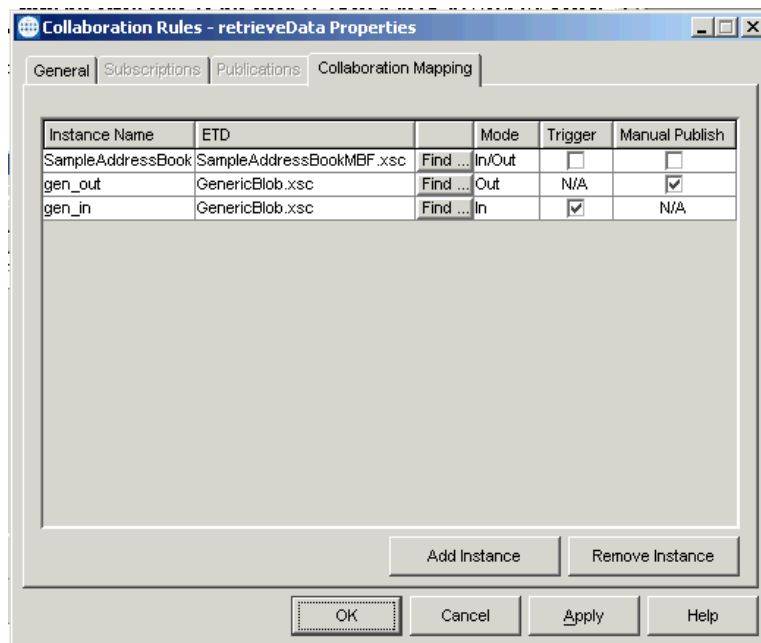 Collaboration Rules - retrieveData Properties
General Subscriptions Publications Collaboration Mapping
Instance Name ETD Mode Trigger Manual Publish
SampleAddressBook SampleAddressBookMBF.xsc Find ... In/Out
gen_out GenericBlob.xsc Find ... Out N/A
gen_in GenericBlob.xsc Find ... In N/A
Add Instance Remove Instance
OK Cancel Apply Help